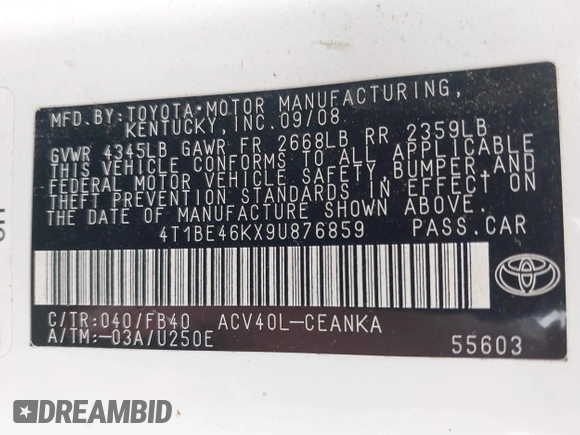 MFD.BY:TOYOTA•MOTOR MANUFACTURING,
KENTUCKY,INC.09/08
GVWR 4345LB GAWR FR 2668LB RR 2359LB
THIS VEHICLE CONFORMS TO ALL APPLICABLE
FEDERAL MOTOR VEHICLE SAFETY,BUMPER,AND
THEFT PREVENTION STANDARDS IN EFFECT ON
THE DATE OF MANUFACTURE SHOWN ABOVE.
4T1BE46KX9U876859 PASS.CAR
C/TR:040/FB40 ACV40L-CEANKA
A/TM:-03A/U250E
55603
DREAMBID